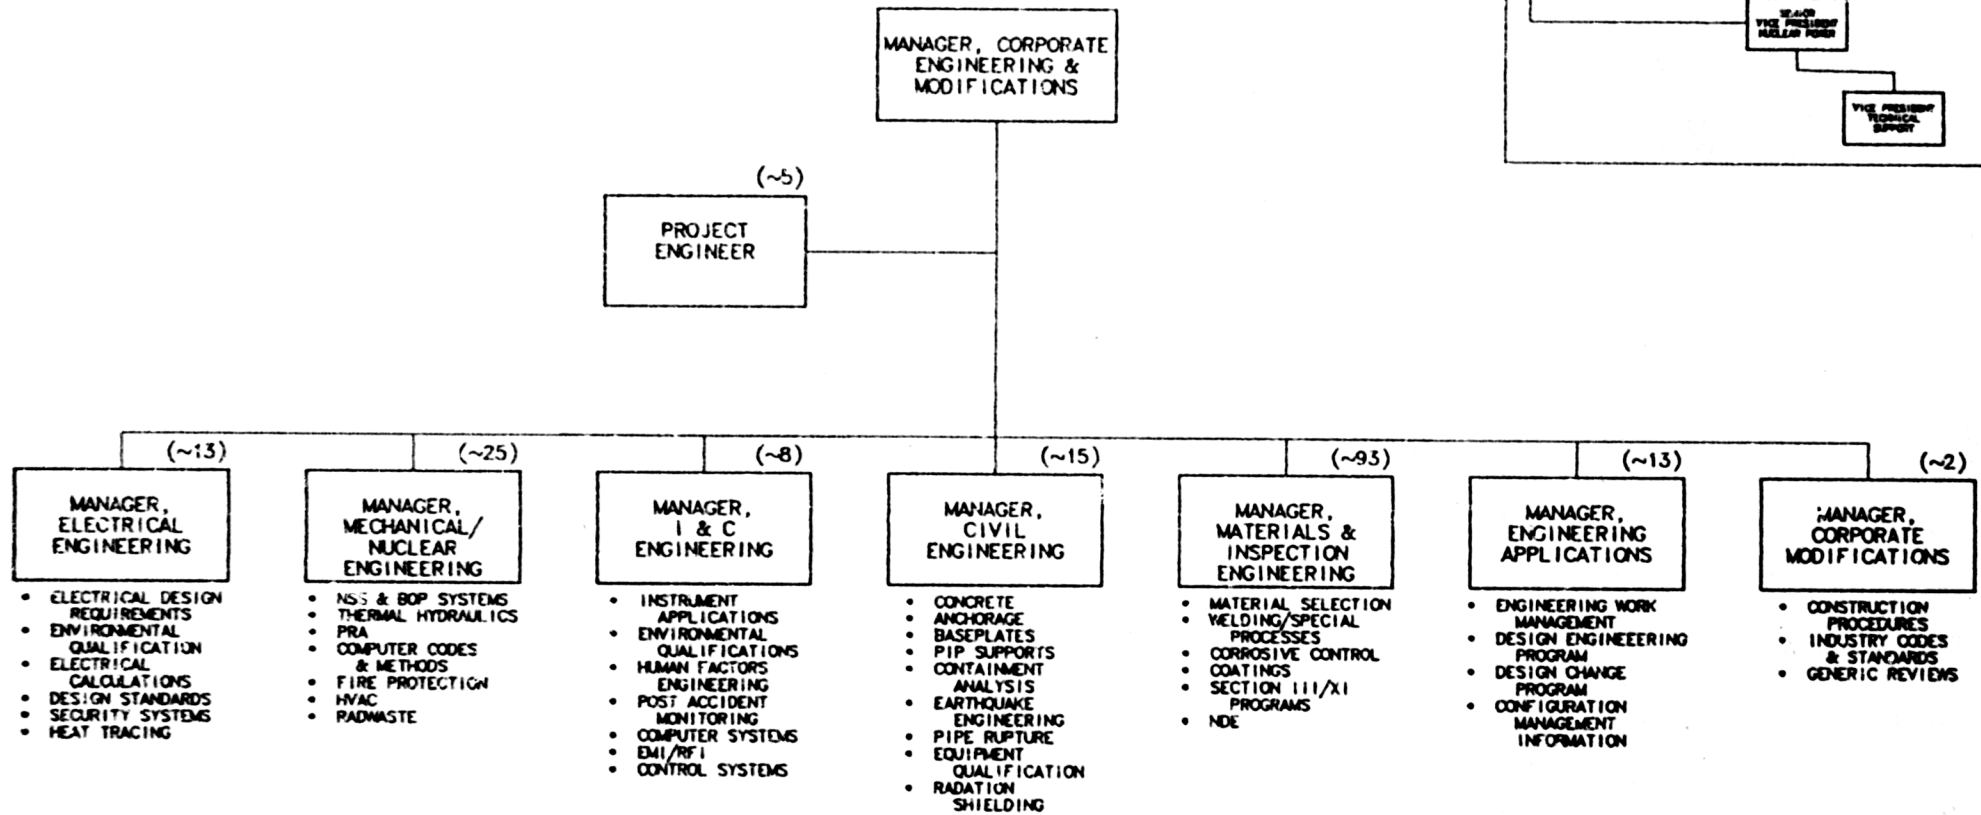 SENIOR
VICE PRESIDENT
NUCLEAR POWER
VICE PRESIDENT
TECHNICAL
SUPPORT
MANAGER, CORPORATE
ENGINEERING &
MODIFICATIONS
(~5)
PROJECT
ENGINEER
(~13)
MANAGER,
ELECTRICAL
ENGINEERING
• ELECTRICAL DESIGN
REQUIREMENTS
• ENVIRONMENTAL
QUALIFICATION
• ELECTRICAL
CALCULATIONS
• DESIGN STANDARDS
• SECURITY SYSTEMS
• HEAT TRACING
(~25)
MANAGER,
MECHANICAL/
NUCLEAR
ENGINEERING
• NSS & BOP SYSTEMS
• THERMAL HYDRAULICS
• PRA
• COMPUTER CODES
& METHODS
• FIRE PROTECTION
• HVAC
• RADWASTE
(~8)
MANAGER,
I & C
ENGINEERING
• INSTRUMENT
APPLICATIONS
• ENVIRONMENTAL
QUALIFICATIONS
• HUMAN FACTORS
ENGINEERING
• POST ACCIDENT
MONITORING
• COMPUTER SYSTEMS
• EMI/RFI
• CONTROL SYSTEMS
(~15)
MANAGER,
CIVIL
ENGINEERING
• CONCRETE
• ANCHORAGE
• BASEPLATES
• PIP SUPPORTS
• CONTAINMENT
ANALYSIS
• EARTHQUAKE
ENGINEERING
• PIPE RUPTURE
• EQUIPMENT
QUALIFICATION
• RADATION
SHIELDING
(~93)
MANAGER,
MATERIALS &
INSPECTION
ENGINEERING
• MATERIAL SELECTION
• WELDING/SPECIAL
PROCESSES
• CORROSIVE CONTROL
• COATINGS
• SECTION III/XI
PROGRAMS
• NDE
(~13)
MANAGER,
ENGINEERING
APPLICATIONS
• ENGINEERING WORK
MANAGEMENT
• DESIGN ENGINEEERING
PROGRAM
• DESIGN CHANGE
PROGRAM
• CONFIGURATION
MANAGEMENT
INFORMATION
(~2)
MANAGER,
CORPORATE
MODIFICATIONS
• CONSTRUCTION
PROCEDURES
• INDUSTRY CODES
& STANDARDS
• GENERIC REVIEWS